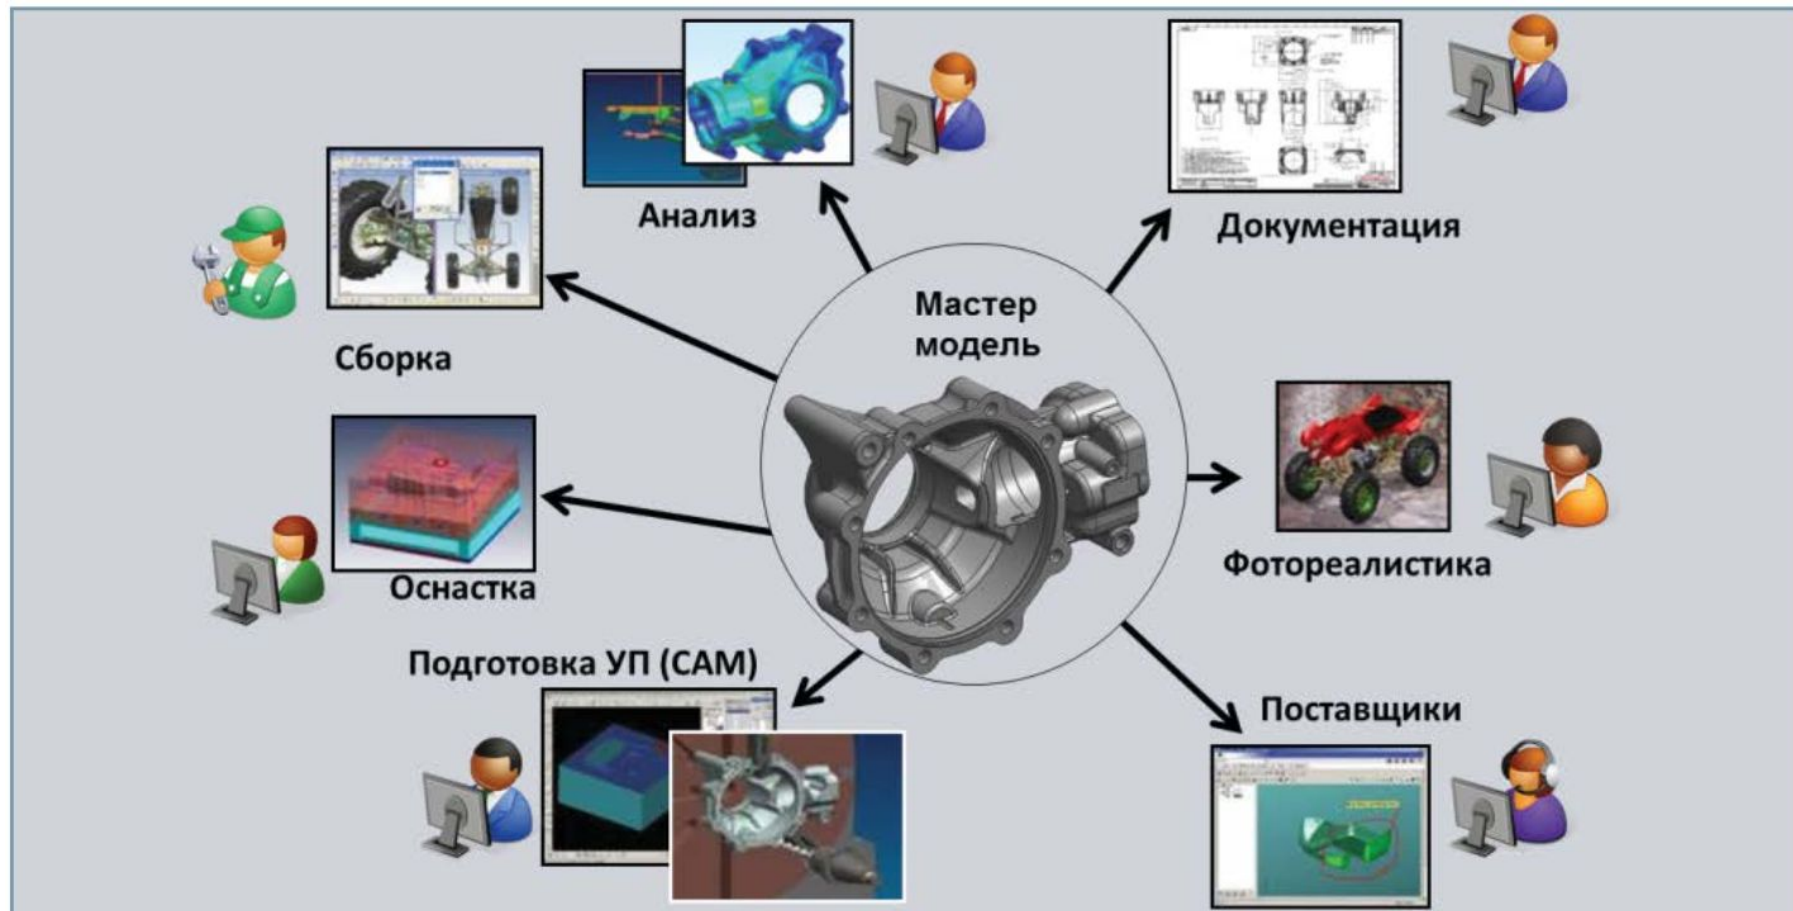 Анализ
Документация
Мастер
модель
Сборка
Фотореалистика
Оснастка
Подготовка УП (CAM)
Поставщики